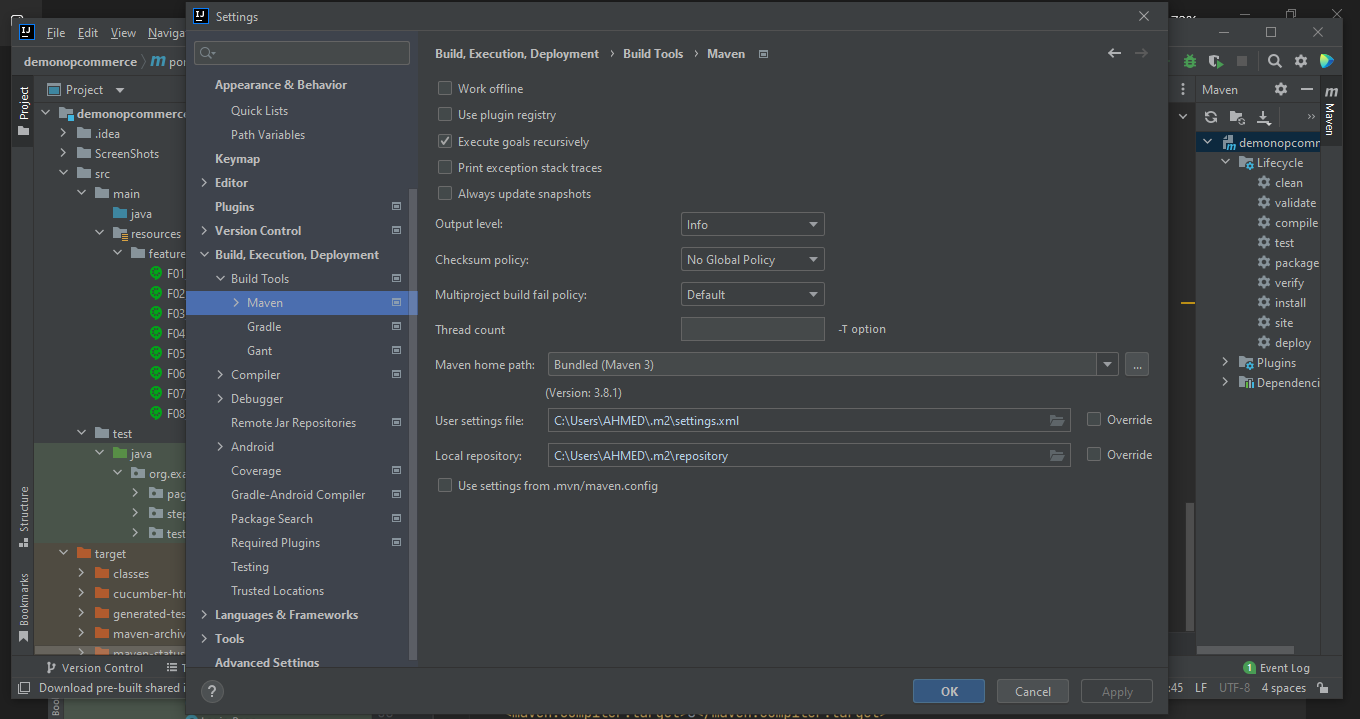 Settings
File Edit View Naviga
demonopcommerce
Project
demonopcommerce
.idea
ScreenShots
src
main
java
resources
feature
F01
F02
F03
F04
F05
F06
F07
F08
test
java
org.exa
pag
step
test
target
classes
cucumber-htm
generated-tes
maven-archiv
maven-status
Project
Structure
Bookmarks
Version Control
Download pre-built shared i
Appearance & Behavior
Quick Lists
Path Variables
Keymap
Editor
Plugins
Version Control
Build, Execution, Deployment
Build Tools
Maven
Gradle
Gant
Compiler
Debugger
Remote Jar Repositories
Android
Coverage
Gradle-Android Compiler
Package Search
Required Plugins
Testing
Trusted Locations
Languages & Frameworks
Tools
Advanced Settings
Build, Execution, Deployment › Build Tools › Maven
Work offline
Use plugin registry
Execute goals recursively
Print exception stack traces
Always update snapshots
Output level: Info
Checksum policy: No Global Policy
Multiproject build fail policy: Default
Thread count -T option
Maven home path: Bundled (Maven 3) ...
(Version: 3.8.1)
User settings file: C:\Users\AHMED\.m2\settings.xml Override
Local repository: C:\Users\AHMED\.m2\repository Override
Use settings from .mvn/maven.config
? OK Cancel Apply
Maven
Maven
demonopcomm
Lifecycle
clean
validate
compile
test
package
verify
install
site
deploy
Plugins
Dependenci
1 Event Log
:45 LF UTF-8 4 spaces